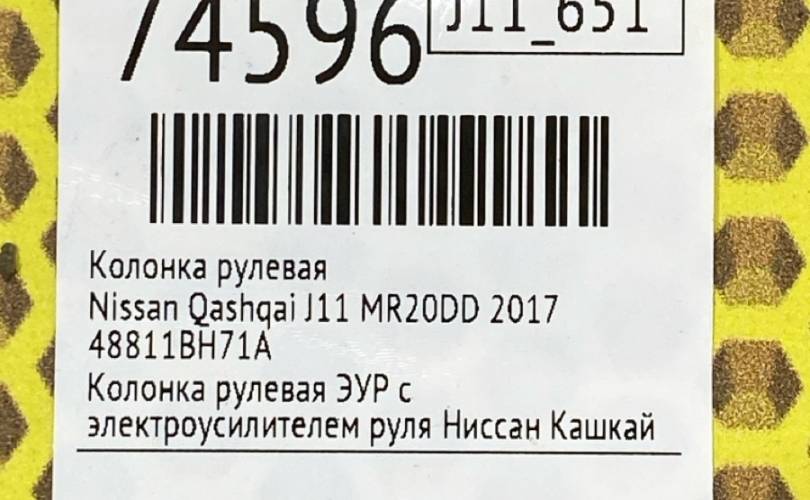 74596
J11_651
Колонка рулевая
Nissan Qashqai J11 MR20DD 2017
48811BH71A
Колонка рулевая ЭУР с
электроусилителем руля Ниссан Кашкай